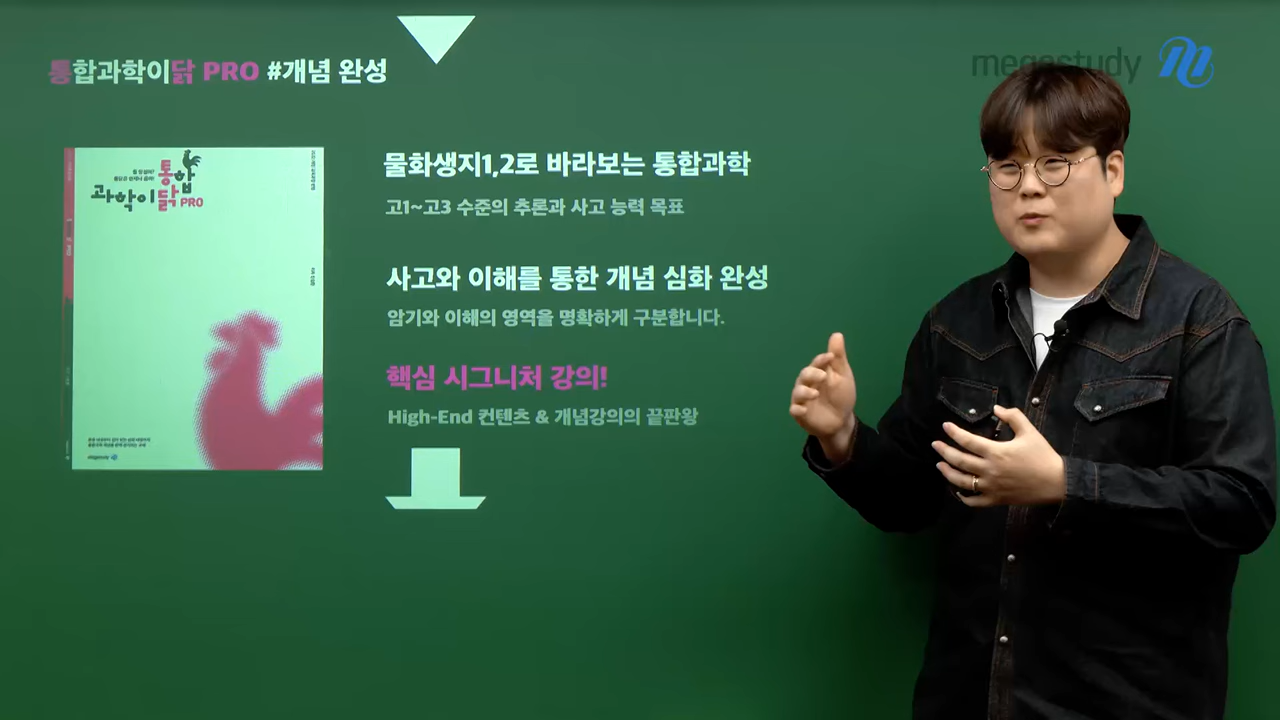 통합과학이닭 PRO #개념 완성
megastudy
통합
과학이닭 PRO
물화생지1,2로 바라보는 통합과학
고1~고3 수준의 추론과 사고 능력 목표
사고와 이해를 통한 개념 심화 완성
암기와 이해의 영역을 명확하게 구분합니다.
핵심 시그니처 강의!
High-End 컨텐츠 & 개념강의의 끝판왕
megastudy